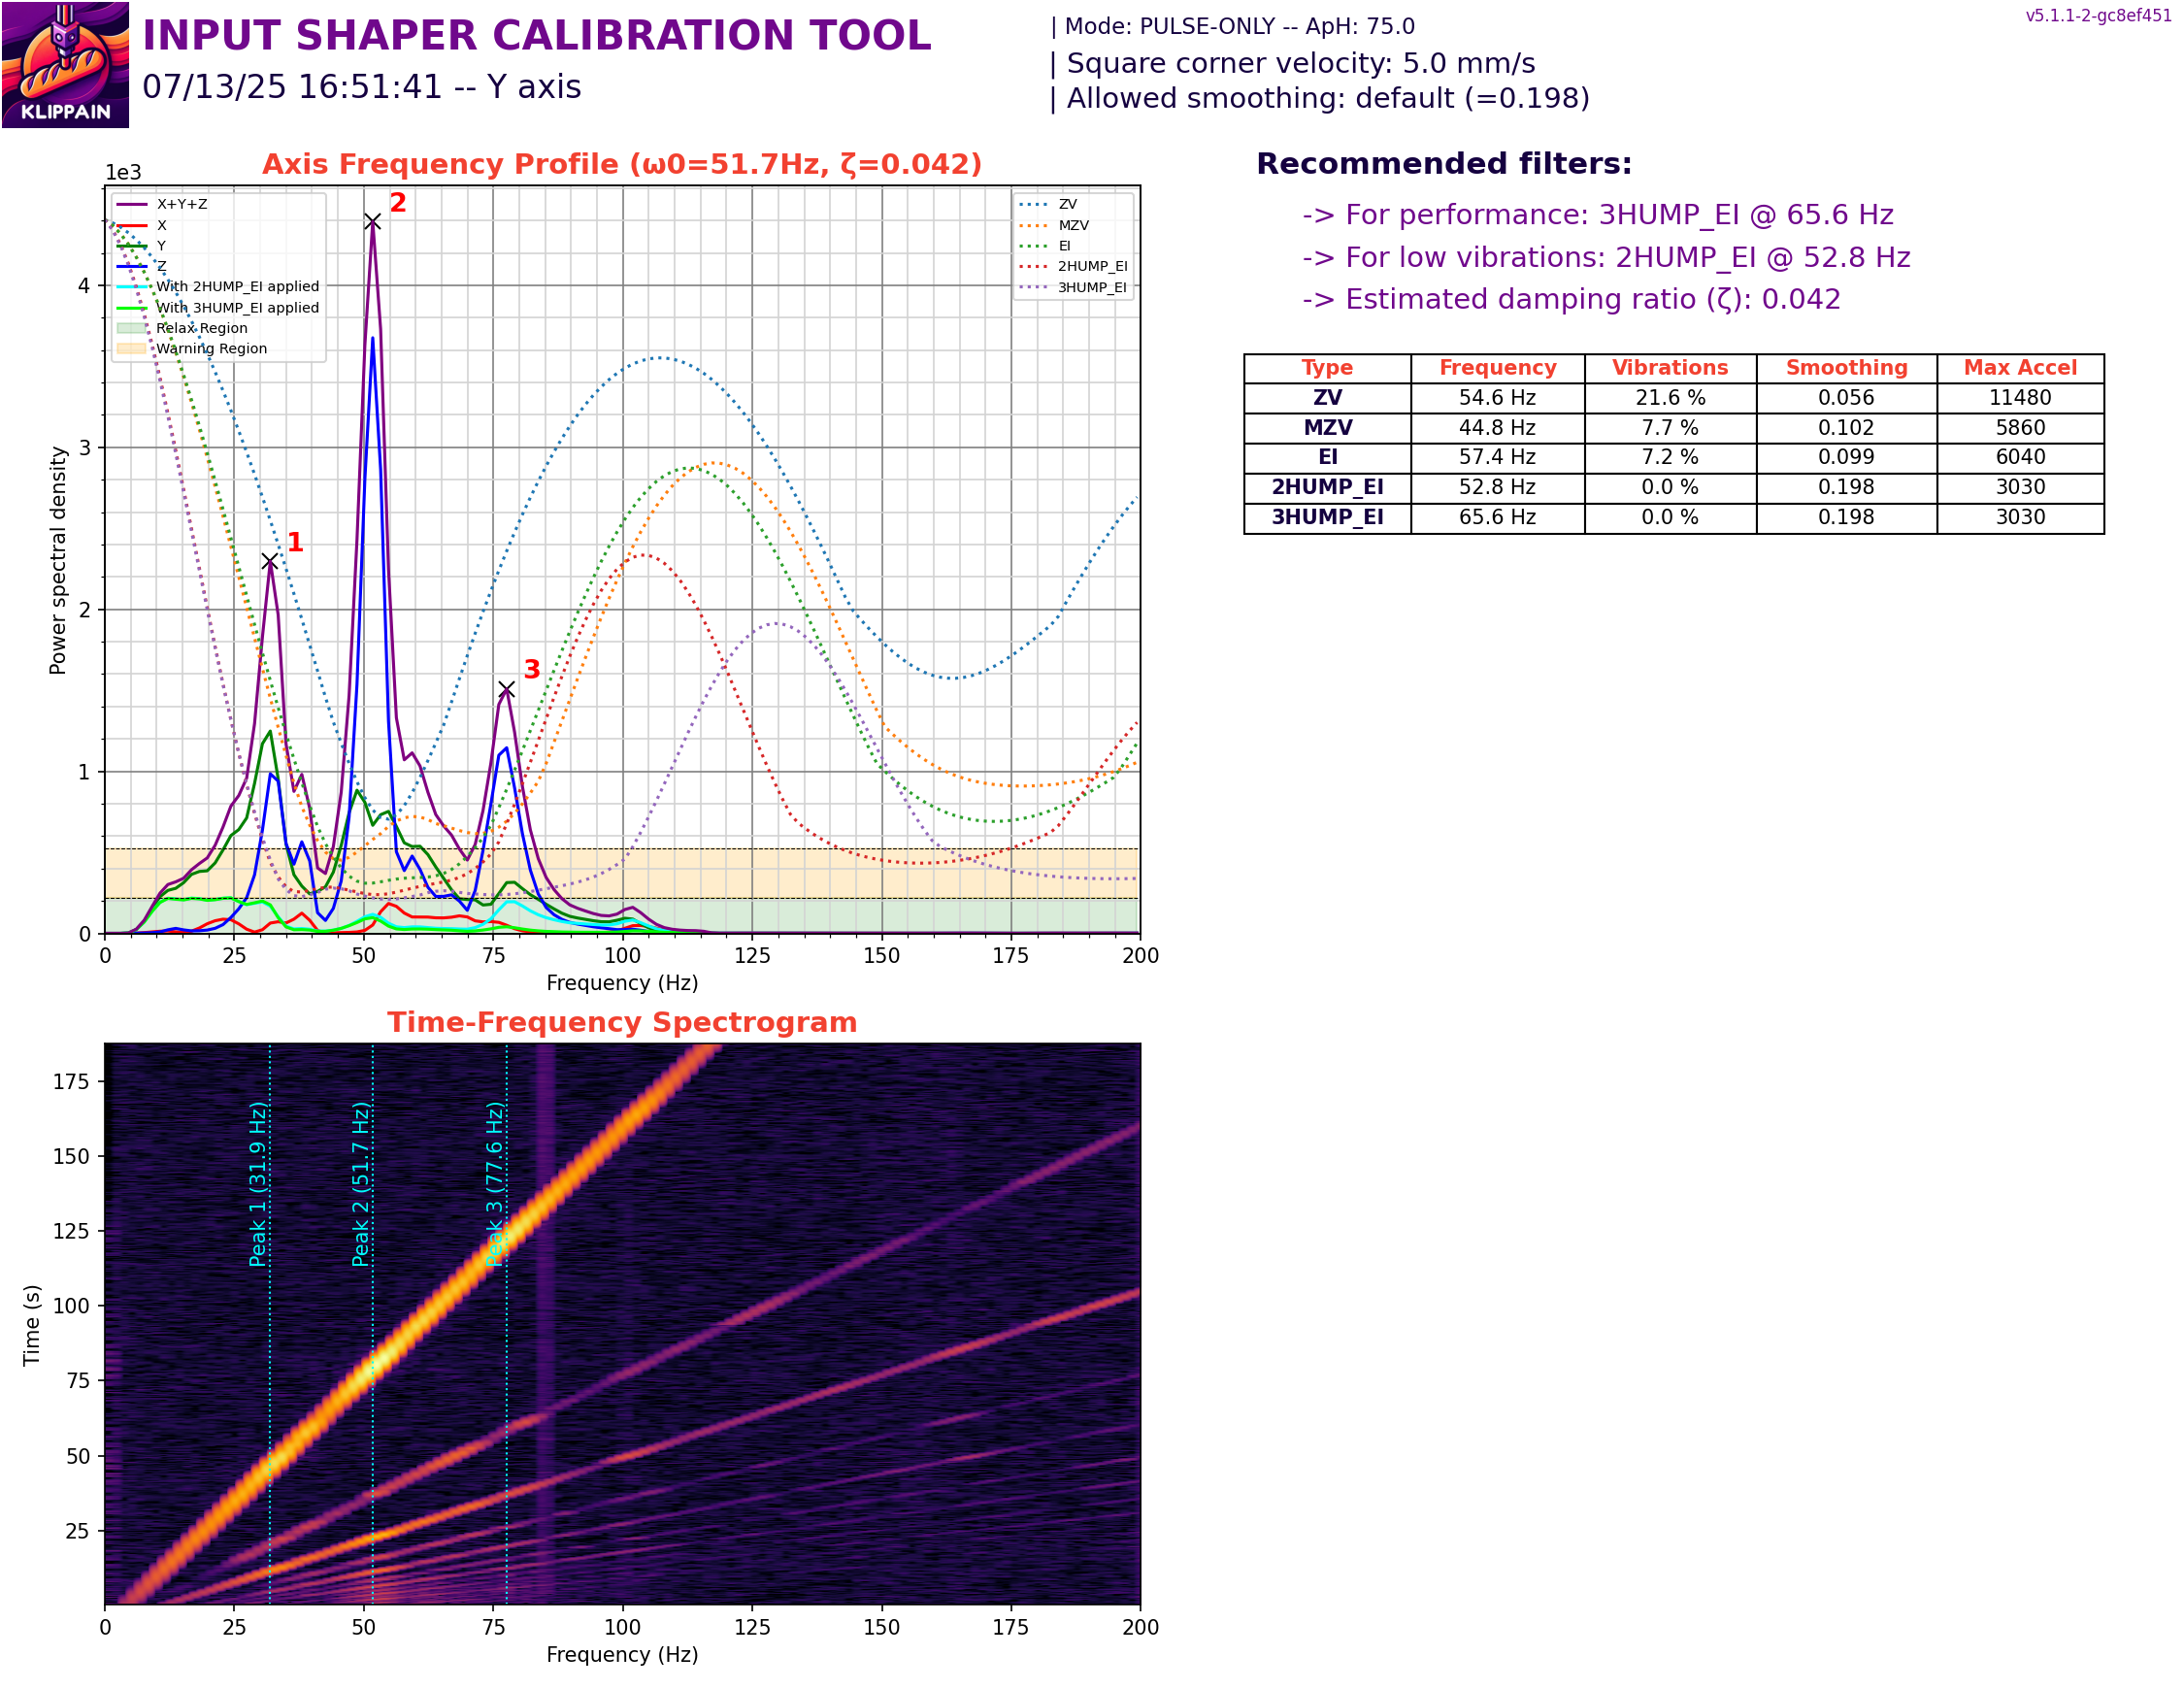 v5.1.1-2-gc8ef451
KLIPPAIN
INPUT SHAPER CALIBRATION TOOL
07/13/25 16:51:41 -- Y axis
| Mode: PULSE-ONLY -- ApH: 75.0
| Square corner velocity: 5.0 mm/s
| Allowed smoothing: default (=0.198)
Axis Frequency Profile (ω0=51.7Hz, ζ=0.042)
1e3
X+Y+Z
X
Y
Z
With 2HUMP_EI applied
With 3HUMP_EI applied
Relax Region
Warning Region
ZV
MZV
EI
2HUMP_EI
3HUMP_EI
1
2
3
Power spectral density
4
3
2
1
0
0 25 50 75 100 125 150 175 200
Frequency (Hz)
Recommended filters:
-> For performance: 3HUMP_EI @ 65.6 Hz
-> For low vibrations: 2HUMP_EI @ 52.8 Hz
-> Estimated damping ratio (ζ): 0.042
Type Frequency Vibrations Smoothing Max Accel
ZV 54.6 Hz 21.6 % 0.056 11480
MZV 44.8 Hz 7.7 % 0.102 5860
EI 57.4 Hz 7.2 % 0.099 6040
2HUMP_EI 52.8 Hz 0.0 % 0.198 3030
3HUMP_EI 65.6 Hz 0.0 % 0.198 3030
Time-Frequency Spectrogram
Time (s)
175
150
125
100
75
50
25
Peak 1 (31.9 Hz)
Peak 2 (51.7 Hz)
Peak 3 (77.6 Hz)
0 25 50 75 100 125 150 175 200
Frequency (Hz)